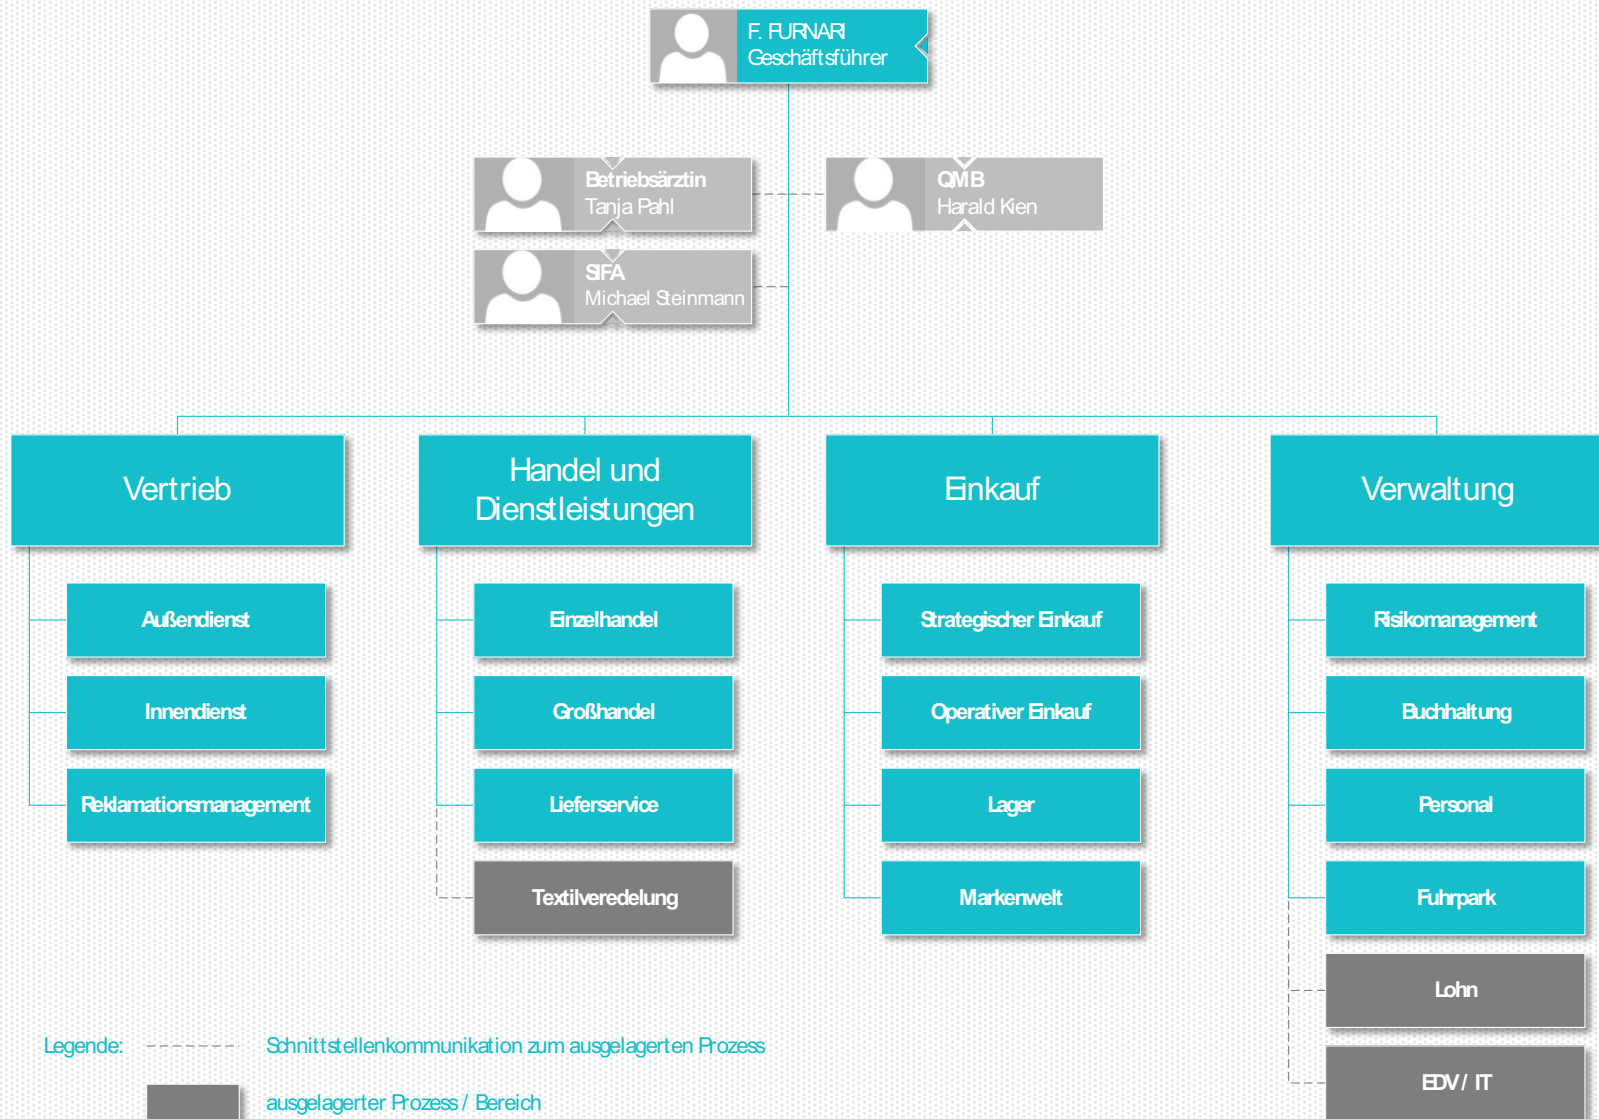 F. FURNARI
Geschäftsführer
Betriebsärztin
Tanja Pahl
QMB
Harald Kien
SIFA
Michael Steinmann
Vertrieb
Handel und
Dienstleistungen
Einkauf
Verwaltung
Außendienst
Einzelhandel
Strategischer Einkauf
Risikomanagement
Innendienst
Großhandel
Operativer Einkauf
Buchhaltung
Reklamationsmanagement
Lieferservice
Lager
Personal
Textilveredelung
Markenwelt
Fuhrpark
Lohn
EDV / IT
Legende:
Schnittstellenkommunikation zum ausgelagerten Prozess
ausgelagerter Prozess / Bereich